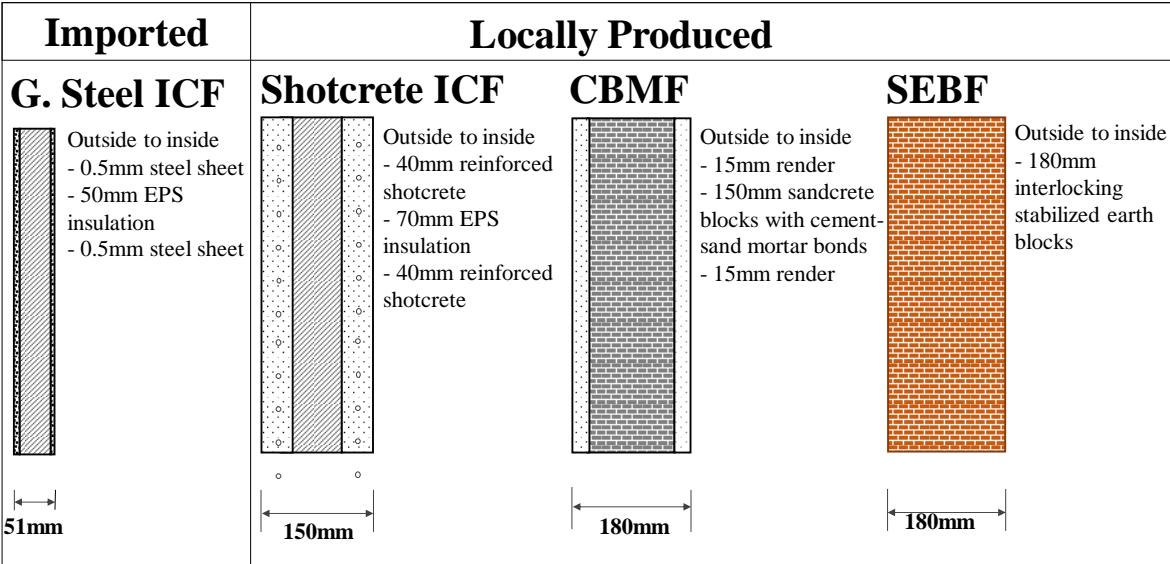 Imported
Locally Produced
G. Steel ICF
Outside to inside
- 0.5mm steel sheet
- 50mm EPS
insulation
- 0.5mm steel sheet
51mm
Shotcrete ICF
Outside to inside
- 40mm reinforced
shotcrete
- 70mm EPS
insulation
- 40mm reinforced
shotcrete
150mm
CBMF
Outside to inside
- 15mm render
- 150mm sandcrete
blocks with cement-
sand mortar bonds
- 15mm render
180mm
SEBF
Outside to inside
- 180mm
interlocking
stabilized earth
blocks
180mm